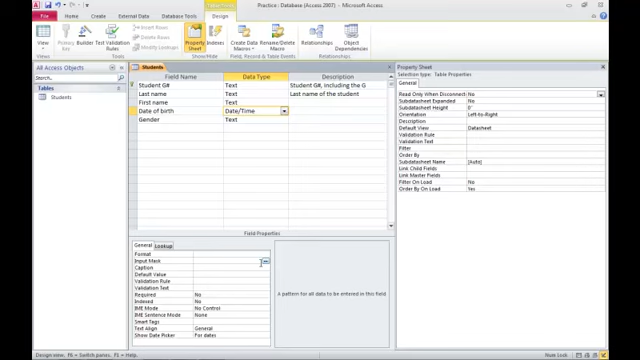 Table Tools
Practice : Database (Access 2007) - Microsoft Access
File
Home
Create
External Data
Database Tools
Design
View
Primary Key
Builder
Test Validation Rules
Insert Rows
Delete Rows
Modify Lookups
Property Sheet
Indexes
Create Data Macros
Rename/Delete Macro
Relationships
Object Dependencies
Views
Tools
Show/Hide
Field, Record & Table Events
Relationships
All Access Objects
Search...
Tables
Students
Students
Field Name Data Type Description
Student G# Text Student G#, including the G
Last name Text Last name of the student
First name Text
Date of birth Date/Time
Gender Text
Field Properties
General Lookup
Format
Input Mask
Caption
Default Value
Validation Rule
Validation Text
Required No
Indexed No
IME Mode No Control
IME Sentence Mode None
Smart Tags
Text Align General
Show Date Picker For dates
A pattern for all data to be entered in this field
Property Sheet
Selection type: Table Properties
General
Read Only When Disconnect No
Subdatasheet Expanded No
Subdatasheet Height 0"
Orientation Left-to-Right
Description
Default View Datasheet
Validation Rule
Validation Text
Filter
Order By
Subdatasheet Name [Auto]
Link Child Fields
Link Master Fields
Filter On Load No
Order By On Load Yes
Design view. F6 = Switch panes. F1 = Help.
Num Lock